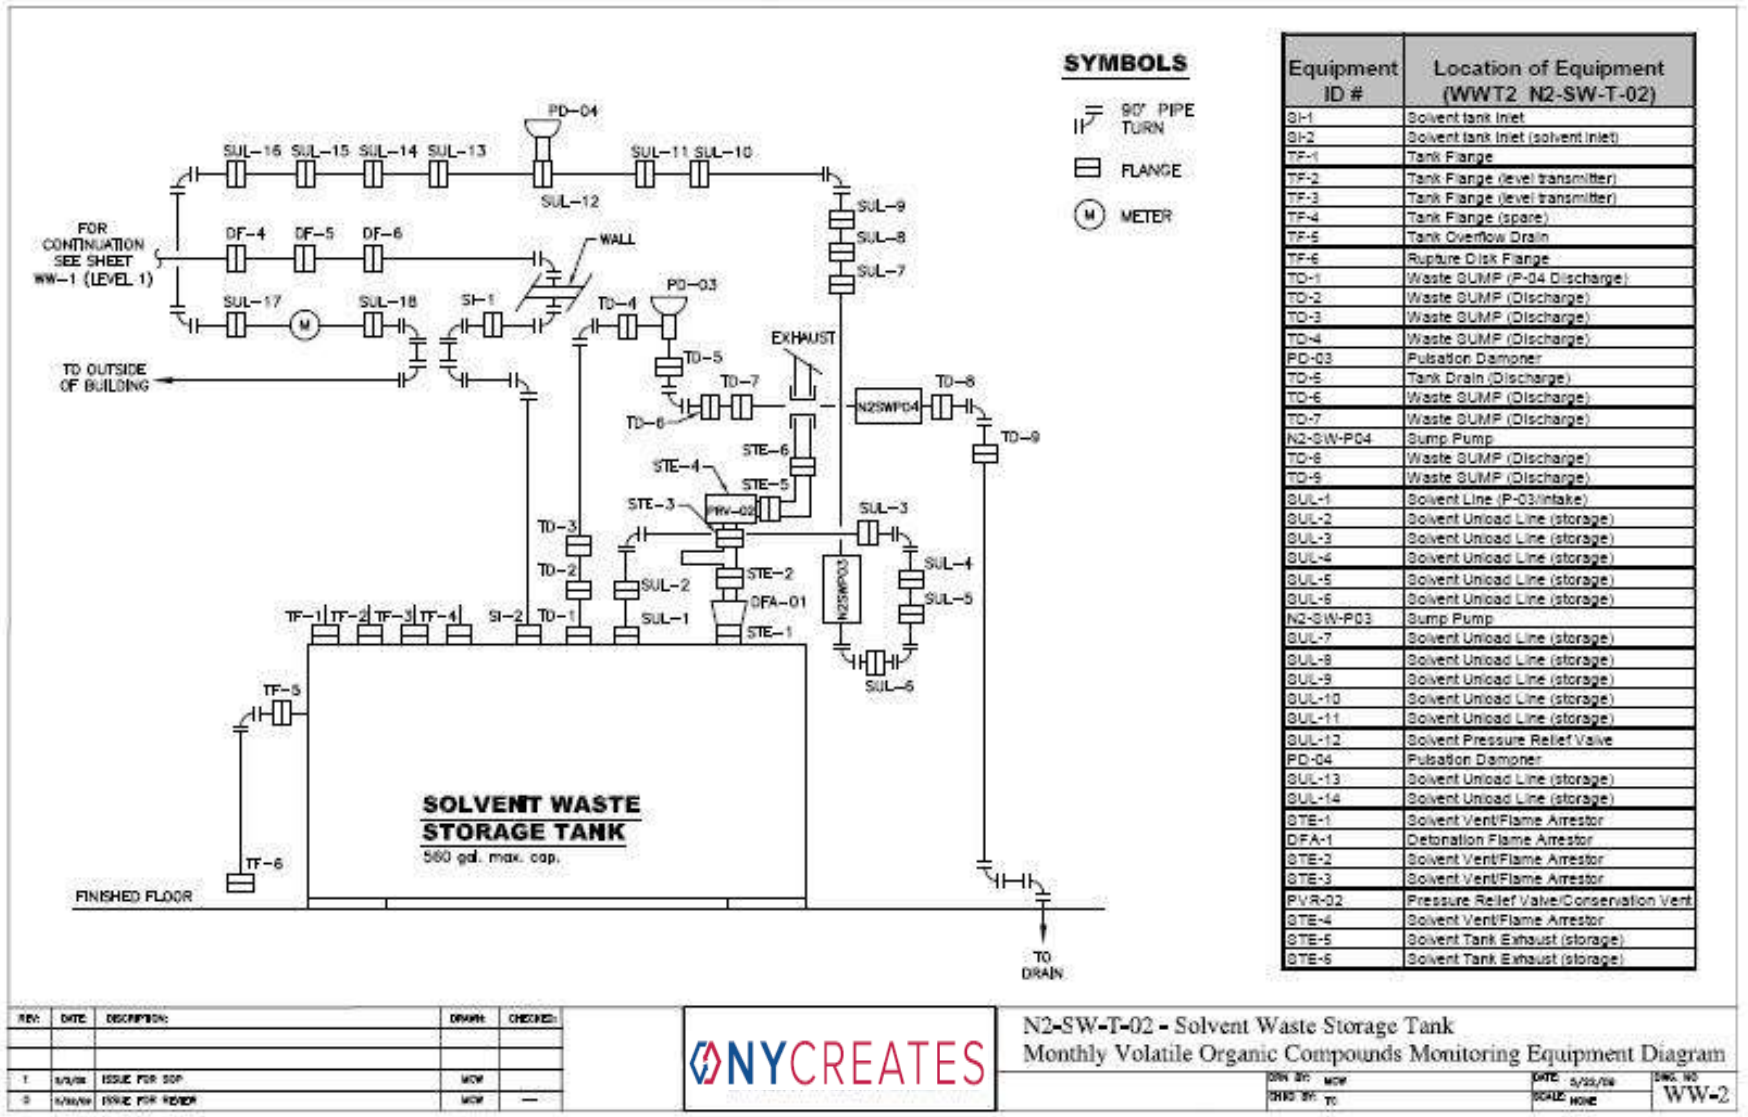 SYMBOLS
90° PIPE
TURN
FLANGE
M METER
PD-04
SUL-16 SUL-15 SUL-14 SUL-13
SUL-11 SUL-10
SUL-12
SUL-9
SUL-8
SUL-7
FOR
CONTINUATION
SEE SHEET
WW-1 (LEVEL 1)
DF-4 DF-5 DF-6
WALL
SUL-17 SUL-18 SI-1
M
TD-4 PD-03
EXHAUST
TD-5
TO OUTSIDE
OF BUILDING
TD-7
TD-6
N2SWP04
TD-8
TD-9
STE-6
STE-4
STE-5
STE-3
PRV-02
SUL-3
TD-3
TD-2
SUL-2
STE-2
N2SWP03
SUL-4
SUL-5
DFA-01
TF-1 TF-2 TF-3 TF-4 SI-2 TD-1 SUL-1 STE-1
SUL-6
TF-5
SOLVENT WASTE
STORAGE TANK
560 gal. max. cap.
TF-6
FINISHED FLOOR
TO
DRAIN
Equipment ID # Location of Equipment (WWT2 N2-SW-T-02)
SI-1 Solvent tank Inlet
SI-2 Solvent tank Inlet (solvent inlet)
TF-1 Tank Flange
TF-2 Tank Flange (level transmitter)
TF-3 Tank Flange (level transmitter)
TF-4 Tank Flange (spare)
TF-5 Tank Overflow Drain
TF-6 Rupture Disk Flange
TD-1 Waste SUMP (P-04 Discharge)
TD-2 Waste SUMP (Discharge)
TD-3 Waste SUMP (Discharge)
TD-4 Waste SUMP (Discharge)
PD-03 Pulsation Dampner
TD-5 Tank Drain (Discharge)
TD-6 Waste SUMP (Discharge)
TD-7 Waste SUMP (Discharge)
N2-SW-P04 Sump Pump
TD-8 Waste SUMP (Discharge)
TD-9 Waste SUMP (Discharge)
SUL-1 Solvent Line (P-03/Intake)
SUL-2 Solvent Unload Line (storage)
SUL-3 Solvent Unload Line (storage)
SUL-4 Solvent Unload Line (storage)
SUL-5 Solvent Unload Line (storage)
SUL-6 Solvent Unload Line (storage)
N2-SW-P03 Sump Pump
SUL-7 Solvent Unload Line (storage)
SUL-8 Solvent Unload Line (storage)
SUL-9 Solvent Unload Line (storage)
SUL-10 Solvent Unload Line (storage)
SUL-11 Solvent Unload Line (storage)
SUL-12 Solvent Pressure Relief Valve
PD-04 Pulsation Dampner
SUL-13 Solvent Unload Line (storage)
SUL-14 Solvent Unload Line (storage)
STE-1 Solvent Vent/Flame Arrestor
DFA-1 Detonation Flame Arrestor
STE-2 Solvent Vent/Flame Arrestor
STE-3 Solvent Vent/Flame Arrestor
PVR-02 Pressure Relief Valve/Conservation Vent
STE-4 Solvent Vent/Flame Arrestor
STE-5 Solvent Tank Exhaust (storage)
STE-6 Solvent Tank Exhaust (storage)
REV: DATE: DISCRIPTION: DRAWN: CHECKED:
1 ISSUE FOR SOP MCW
0 ISSUE FOR REVIEW MCW —
NYCREATES
N2-SW-T-02 - Solvent Waste Storage Tank
Monthly Volatile Organic Compounds Monitoring Equipment Diagram
DRN BY: MCW
CHKD BY: TC
DATE:
SCALE: NONE
DWG. NO
WW-2